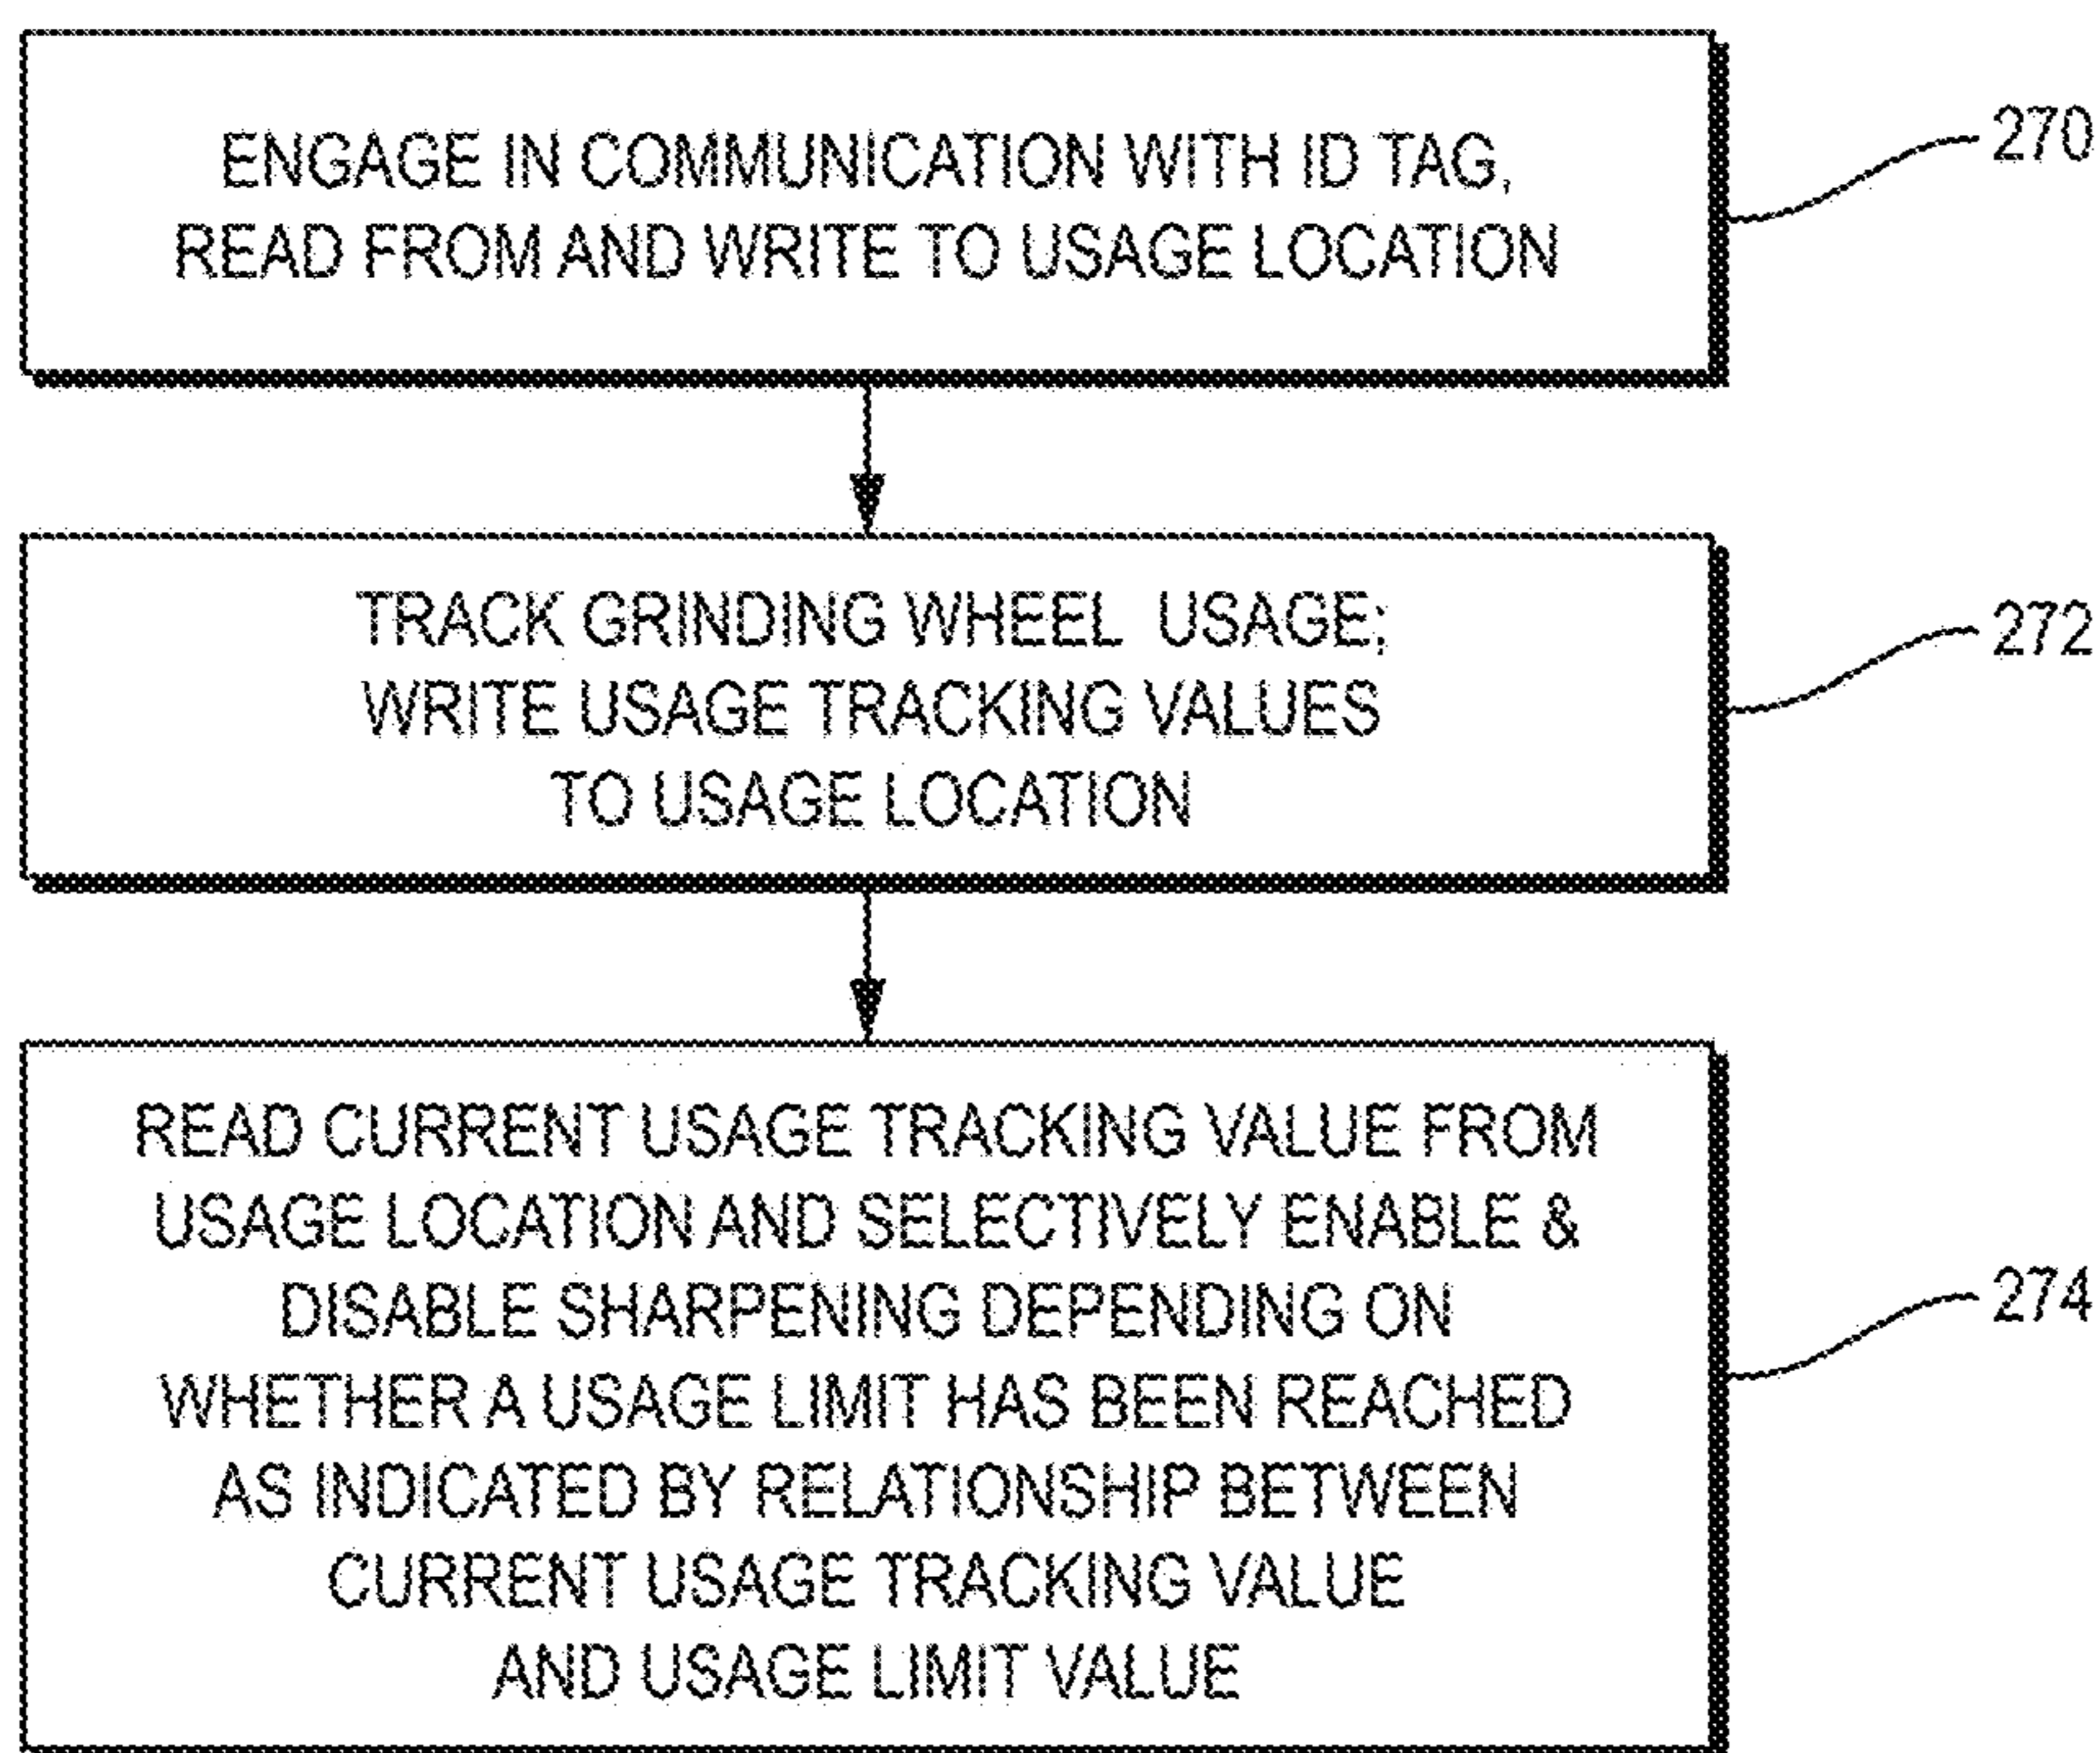 ENGAGE IN COMMUNICATION WITH ID TAG,
READ FROM AND WRITE TO USAGE LOCATION
270
TRACK GRINDING WHEEL USAGE;
WRITE USAGE TRACKING VALUES
TO USAGE LOCATION
272
READ CURRENT USAGE TRACKING VALUE FROM
USAGE LOCATION AND SELECTIVELY ENABLE &
DISABLE SHARPENING DEPENDING ON
WHETHER A USAGE LIMIT HAS BEEN REACHED
AS INDICATED BY RELATIONSHIP BETWEEN
CURRENT USAGE TRACKING VALUE
AND USAGE LIMIT VALUE
274